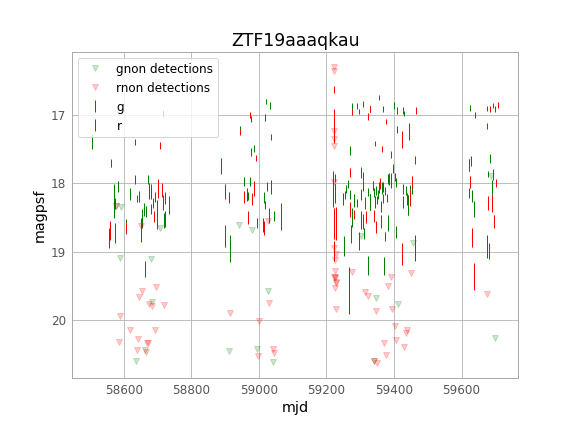 ZTF19aaaqkau
gnon detections
rnon detections
g
r
17
18
19
20
magpsf
58600 58800 59000 59200 59400 59600
mjd